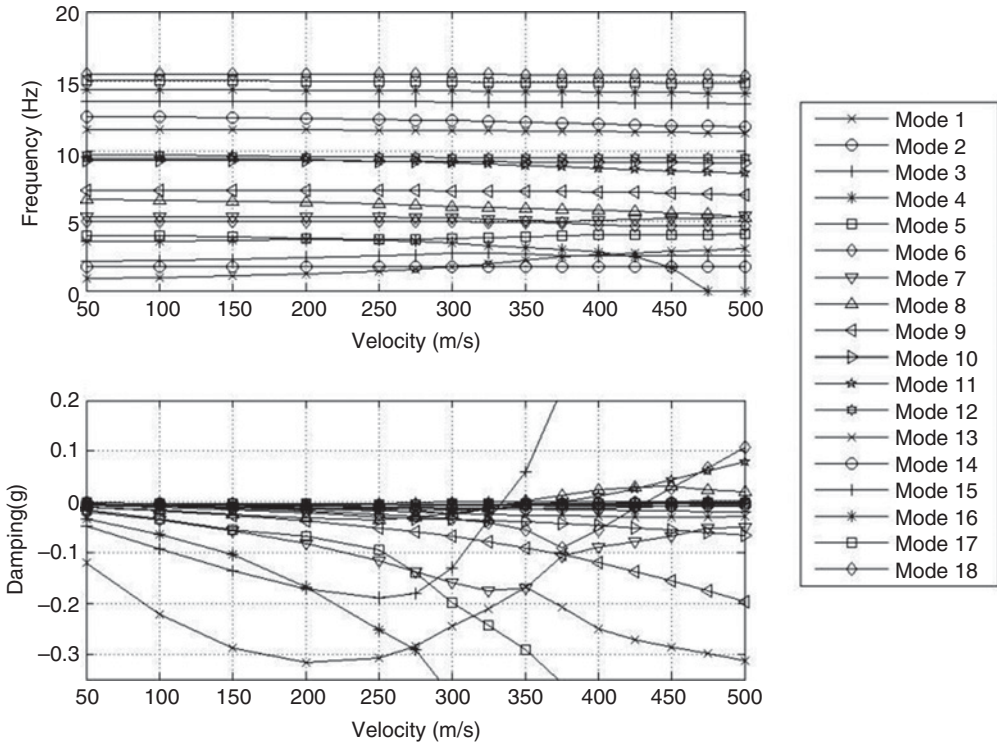 20
15
10
5
0
Frequency (Hz)
50 100 150 200 250 300 350 400 450 500
Velocity (m/s)
0.2
0.1
0
−0.1
−0.2
−0.3
Damping(g)
50 100 150 200 250 300 350 400 450 500
Velocity (m/s)
Mode 1
Mode 2
Mode 3
Mode 4
Mode 5
Mode 6
Mode 7
Mode 8
Mode 9
Mode 10
Mode 11
Mode 12
Mode 13
Mode 14
Mode 15
Mode 16
Mode 17
Mode 18